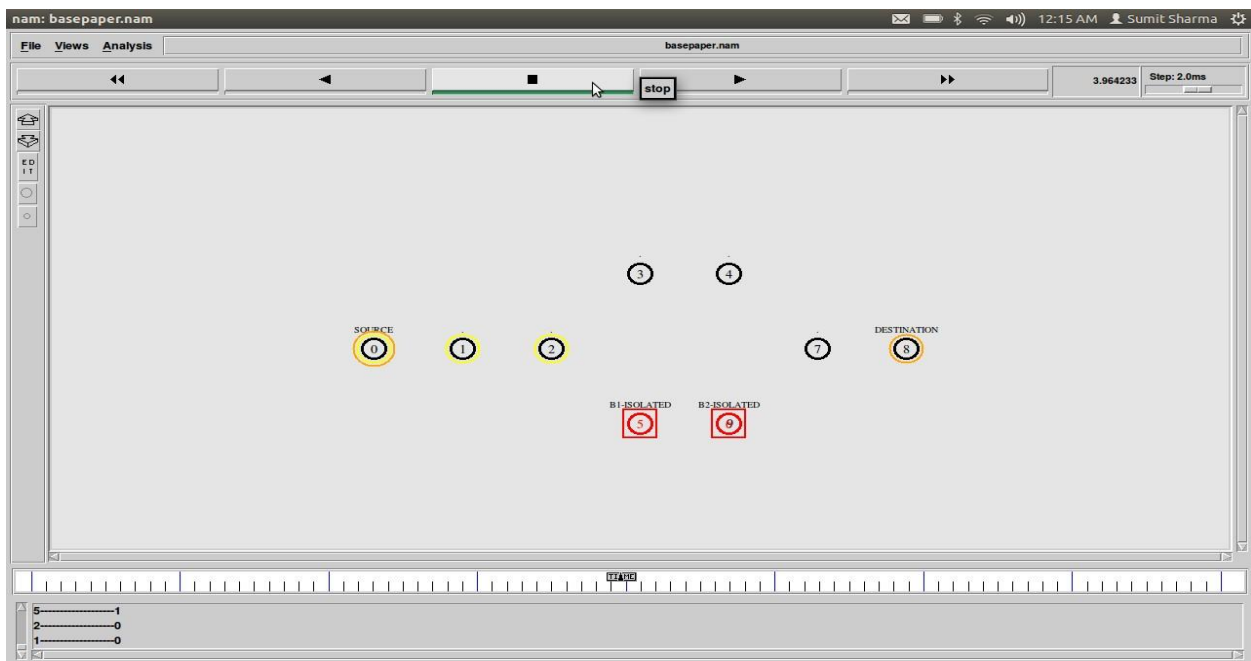 nam: basepaper.nam 12:15 AM Sumit Sharma
File Views Analysis basepaper.nam
3.964233 Step: 2.0ms
stop
ED
IT
3 4
SOURCE DESTINATION
0 1 2 7 8
B1-ISOLATED B2-ISOLATED
5
TIME
5-------------------1
2-------------------0
1-------------------0